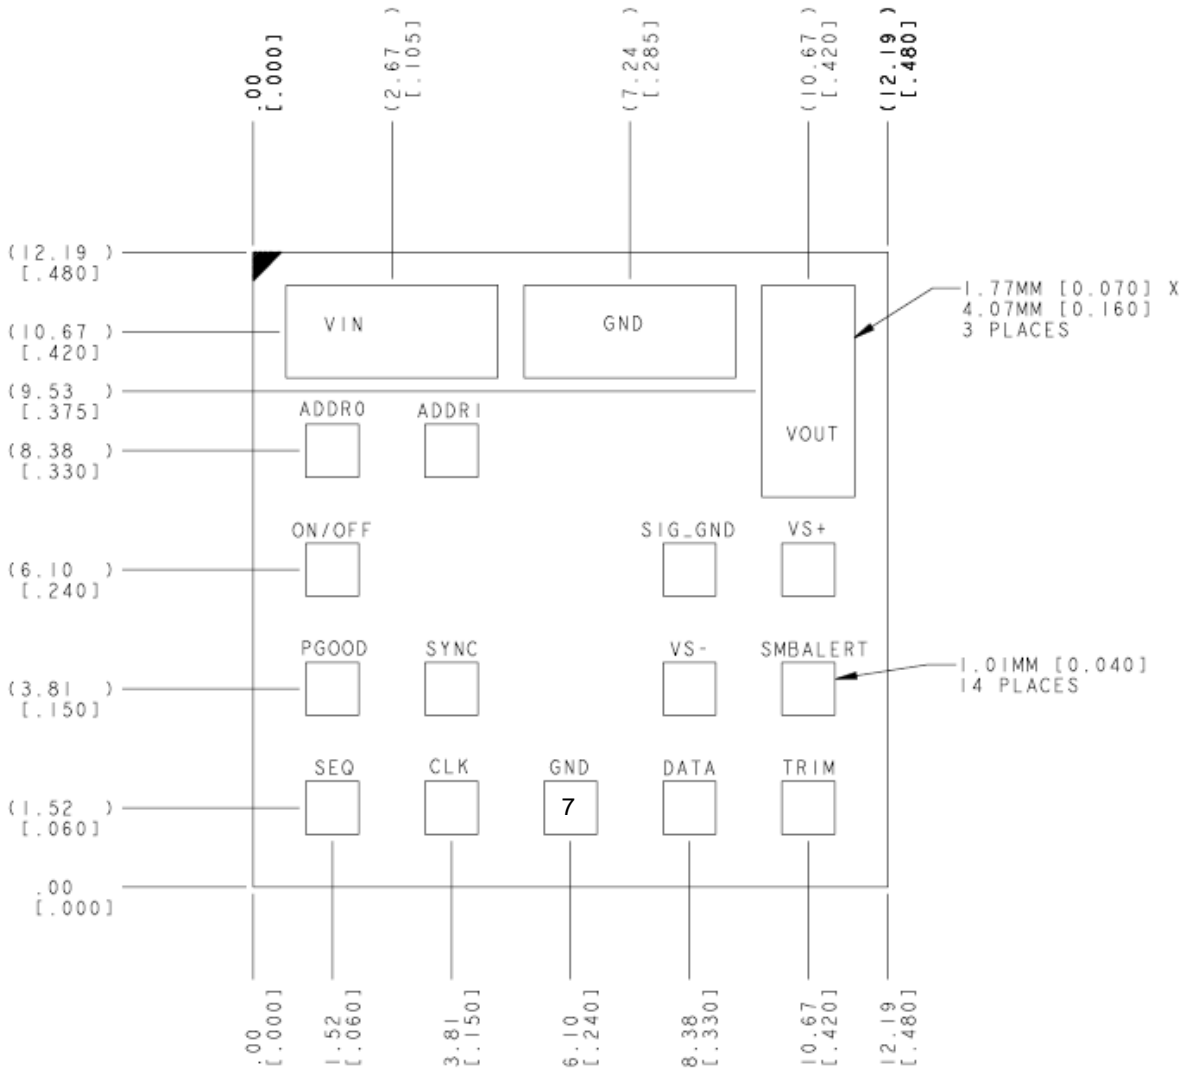 .00
[.000]
(2.67 )
[.105]
(7.24 )
[.285]
(10.67 )
[.420]
(12.19 )
[.480]
(12.19 )
[.480]
(10.67 )
[.420]
(9.53 )
[.375]
(8.38 )
[.330]
(6.10 )
[.240]
(3.81 )
[.150]
(1.52 )
[.060]
.00
[.000]
VIN
GND
VOUT
1.77MM [0.070] X
4.07MM [0.160]
3 PLACES
ADDR0
ADDR1
ON/OFF
SIG_GND
VS+
PGOOD
SYNC
VS-
SMBALERT
1.01MM [0.040]
14 PLACES
SEQ
CLK
GND
DATA
TRIM
7
.00
[.000]
1.52
[.060]
3.81
[.150]
6.10
[.240]
8.38
[.330]
10.67
[.420]
12.19
[.480]